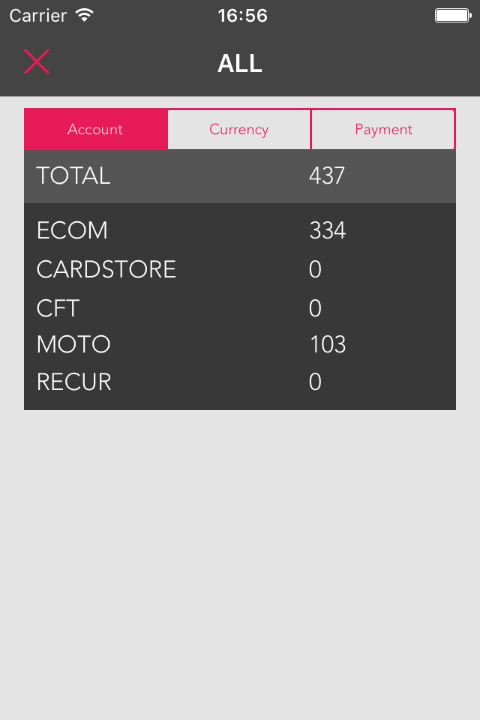 Carrier 16:56
ALL
Account Currency Payment
TOTAL 437
ECOM 334
CARDSTORE 0
CFT 0
MOTO 103
RECUR 0